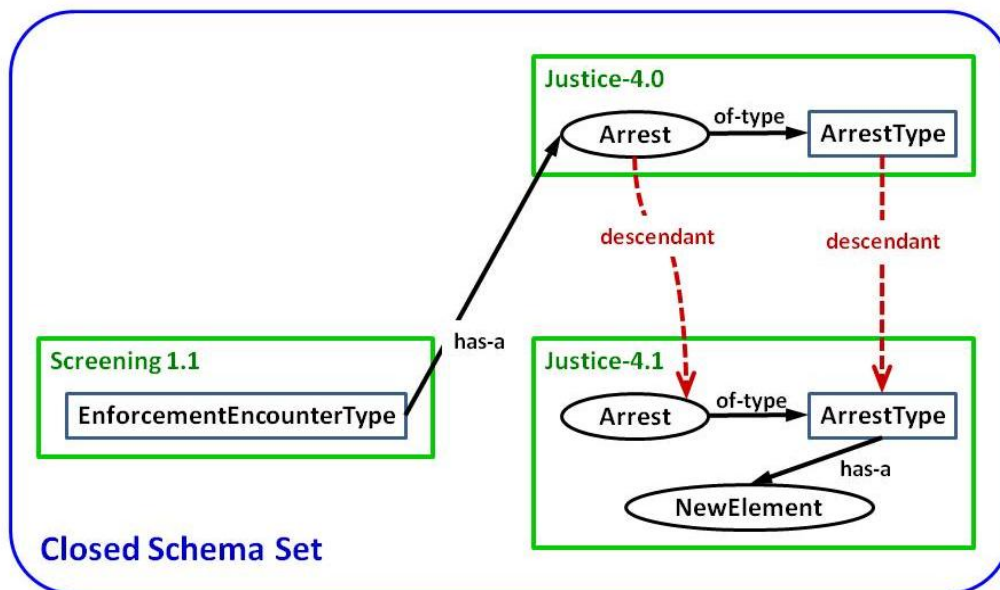 Justice-4.0
Arrest
of-type
ArrestType
descendant
descendant
has-a
Screening 1.1
EnforcementEncounterType
Justice-4.1
Arrest
of-type
ArrestType
has-a
NewElement
Closed Schema Set